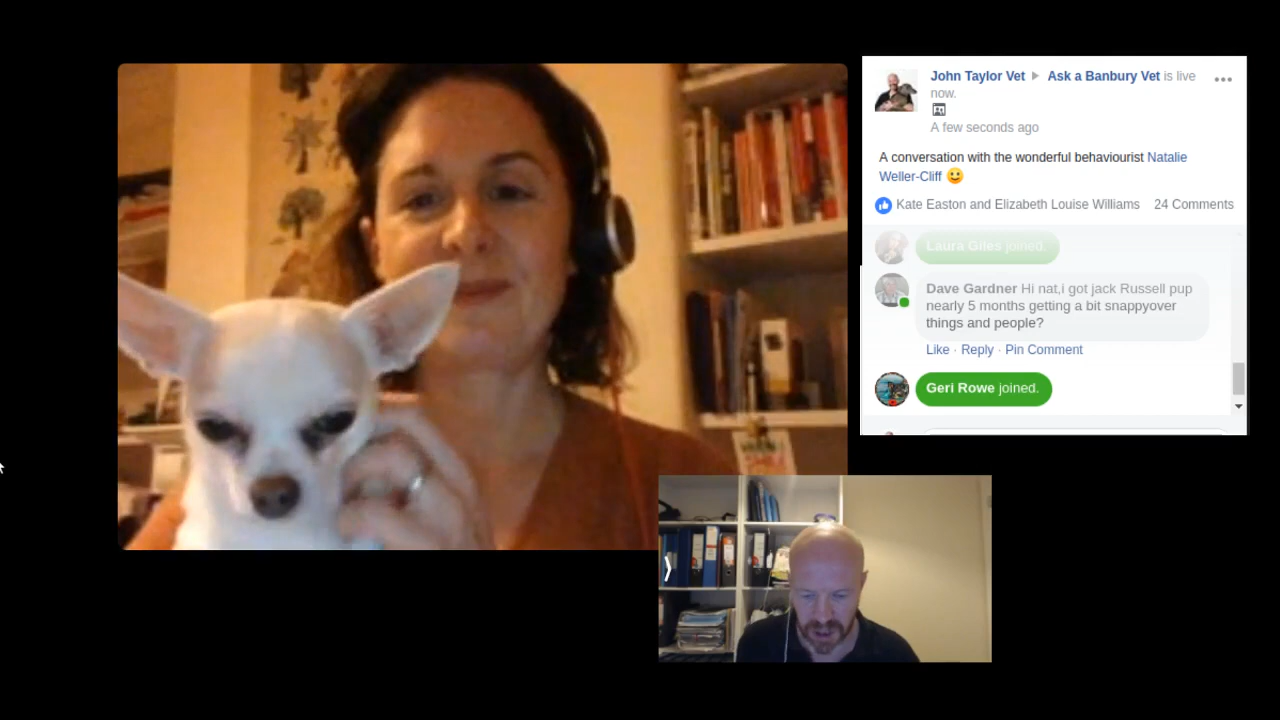 John Taylor Vet Ask a Banbury Vet is live
now.
A few seconds ago
A conversation with the wonderful behaviourist Natalie
Weller-Cliff
Kate Easton and Elizabeth Louise Williams 24 Comments
Laura Giles joined.
Dave Gardner Hi nat,i got jack Russell pup
nearly 5 months getting a bit snappyover
things and people?
Like · Reply · Pin Comment
Geri Rowe joined.